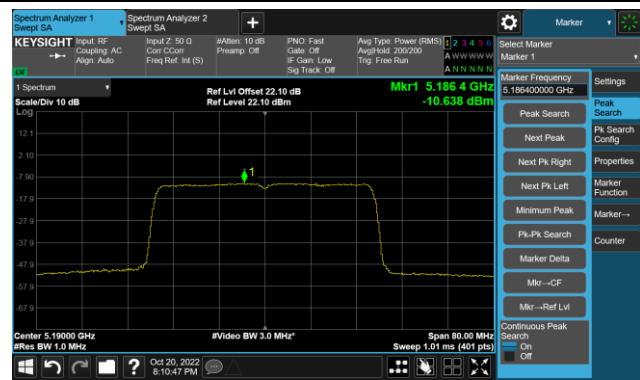 Spectrum Analyzer 1
Swept SA
Spectrum Analyzer 2
Swept SA
+
Marker
KEYSIGHT
Input: RF
Coupling: AC
Align: Auto
Input Z: 50 Ω
Corr CCorr
Freq Ref: Int (S)
#Atten: 10 dB
Preamp: Off
PNO: Fast
Gate: Off
IF Gain: Low
Sig Track: Off
Avg Type: Power (RMS)
Avg|Hold: 200/200
Trig: Free Run
1 2 3 4 5 6
A W W W W W
A N N N N N
Select Marker
Marker 1
LXI
1 Spectrum
Scale/Div 10 dB
Log
Ref Lvl Offset 22.10 dB
Ref Level 22.10 dBm
Mkr1 5.186 4 GHz
-10.638 dBm
12.1
2.10
-7.90
-17.9
-27.9
-37.9
-47.9
-57.9
-67.9
1
Center 5.19000 GHz
#Res BW 1.0 MHz
#Video BW 3.0 MHz*
Span 80.00 MHz
Sweep 1.01 ms (401 pts)
Marker Frequency
5.186400000 GHz
Peak Search
Next Peak
Next Pk Right
Next Pk Left
Minimum Peak
Pk-Pk Search
Marker Delta
Mkr→CF
Mkr→Ref Lvl
Continuous Peak
Search
On
Off
Settings
Peak
Search
Pk Search
Config
Properties
Marker
Function
Marker→
Counter
?
Oct 20, 2022
8:10:47 PM